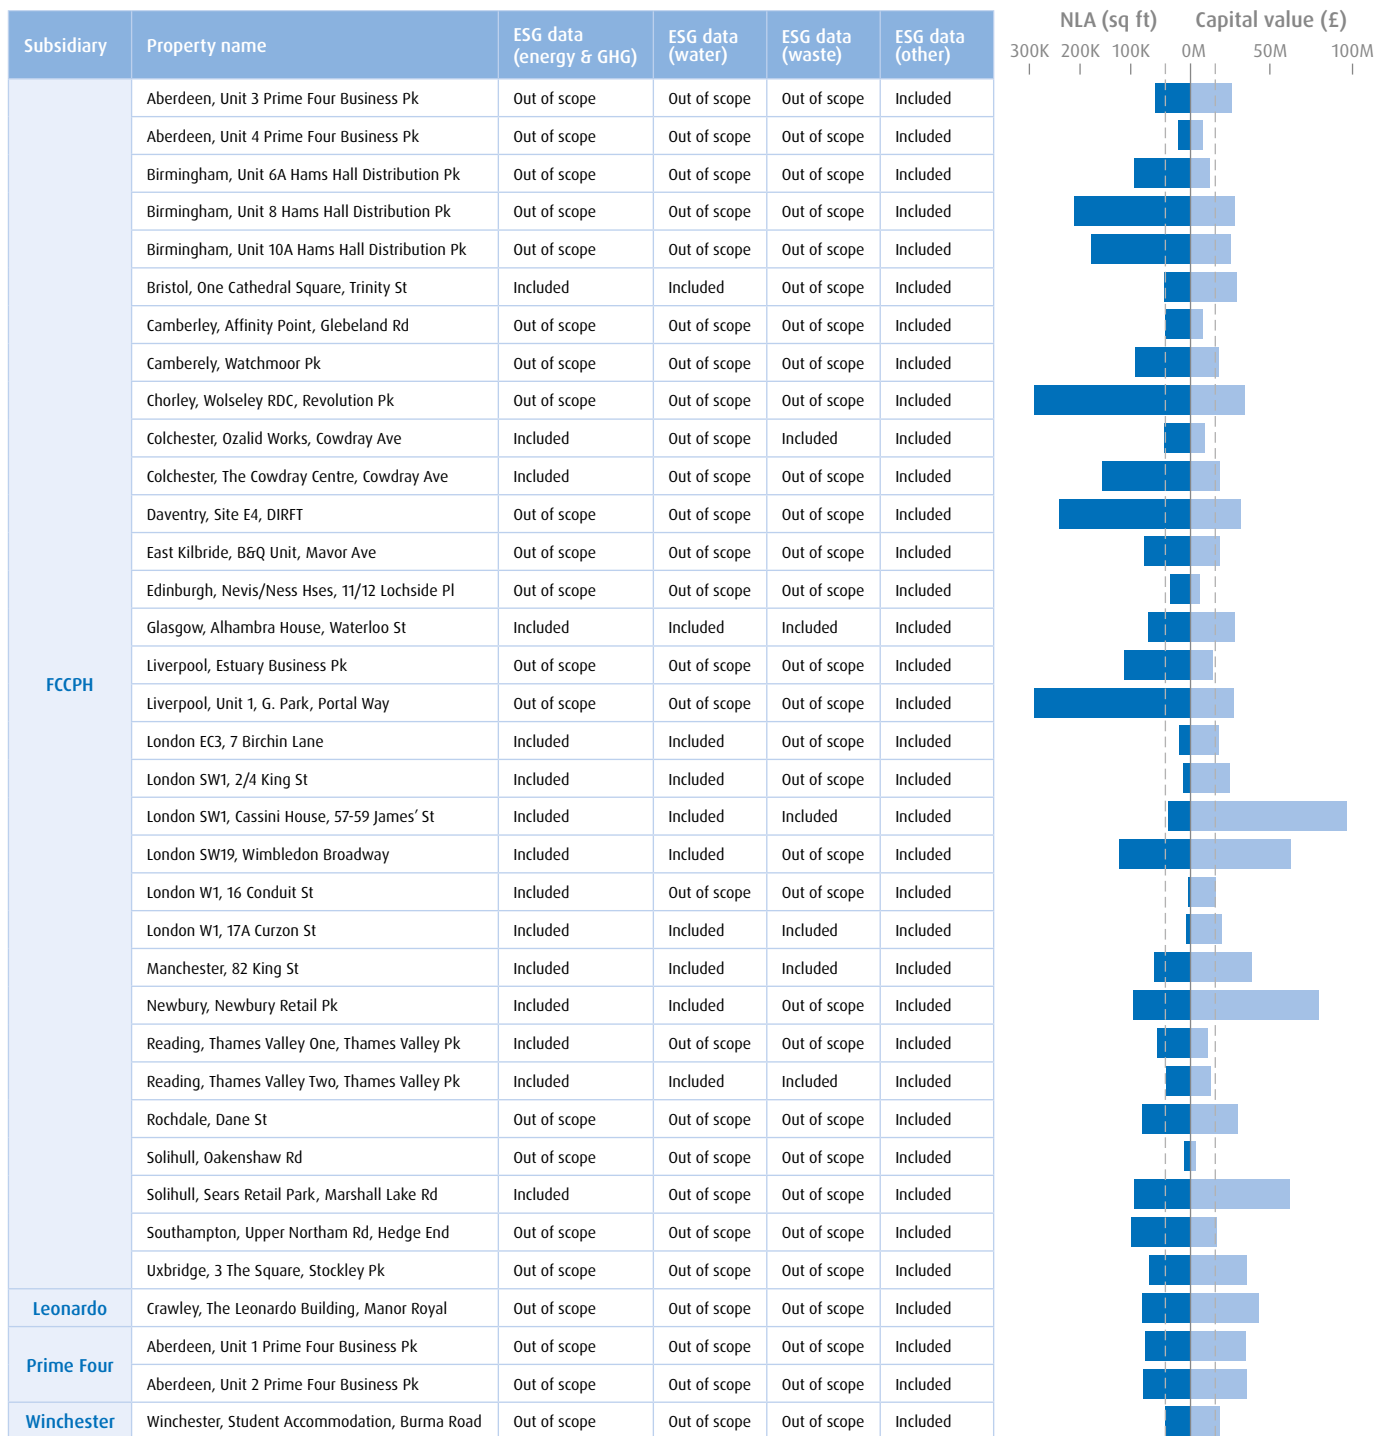 NLA (sq ft) Capital value (£)
Subsidiary Property name ESG data (energy & GHG) ESG data (water) ESG data (waste) ESG data (other)
300K 200K 100K 0M 50M 100M
Aberdeen, Unit 3 Prime Four Business Pk Out of scope Out of scope Out of scope Included
Aberdeen, Unit 4 Prime Four Business Pk Out of scope Out of scope Out of scope Included
Birmingham, Unit 6A Hams Hall Distribution Pk Out of scope Out of scope Out of scope Included
Birmingham, Unit 8 Hams Hall Distribution Pk Out of scope Out of scope Out of scope Included
Birmingham, Unit 10A Hams Hall Distribution Pk Out of scope Out of scope Out of scope Included
Bristol, One Cathedral Square, Trinity St Included Included Out of scope Included
Camberley, Affinity Point, Glebeland Rd Out of scope Out of scope Out of scope Included
Camberely, Watchmoor Pk Out of scope Out of scope Out of scope Included
Chorley, Wolseley RDC, Revolution Pk Out of scope Out of scope Out of scope Included
Colchester, Ozalid Works, Cowdray Ave Included Out of scope Included Included
Colchester, The Cowdray Centre, Cowdray Ave Included Out of scope Out of scope Included
Daventry, Site E4, DIRFT Out of scope Out of scope Out of scope Included
East Kilbride, B&Q Unit, Mavor Ave Out of scope Out of scope Out of scope Included
Edinburgh, Nevis/Ness Hses, 11/12 Lochside Pl Out of scope Out of scope Out of scope Included
Glasgow, Alhambra House, Waterloo St Included Included Included Included
Liverpool, Estuary Business Pk Out of scope Out of scope Out of scope Included
FCCPH
Liverpool, Unit 1, G. Park, Portal Way Out of scope Out of scope Out of scope Included
London EC3, 7 Birchin Lane Included Included Out of scope Included
London SW1, 2/4 King St Included Included Out of scope Included
London SW1, Cassini House, 57-59 James’ St Included Included Included Included
London SW19, Wimbledon Broadway Included Included Out of scope Included
London W1, 16 Conduit St Included Out of scope Out of scope Included
London W1, 17A Curzon St Included Included Included Included
Manchester, 82 King St Included Included Included Included
Newbury, Newbury Retail Pk Included Included Out of scope Included
Reading, Thames Valley One, Thames Valley Pk Included Out of scope Out of scope Included
Reading, Thames Valley Two, Thames Valley Pk Included Included Included Included
Rochdale, Dane St Out of scope Out of scope Out of scope Included
Solihull, Oakenshaw Rd Out of scope Out of scope Out of scope Included
Solihull, Sears Retail Park, Marshall Lake Rd Included Out of scope Out of scope Included
Southampton, Upper Northam Rd, Hedge End Out of scope Out of scope Out of scope Included
Uxbridge, 3 The Square, Stockley Pk Out of scope Out of scope Out of scope Included
Leonardo Crawley, The Leonardo Building, Manor Royal Out of scope Out of scope Out of scope Included
Prime Four
Aberdeen, Unit 1 Prime Four Business Pk Out of scope Out of scope Out of scope Included
Aberdeen, Unit 2 Prime Four Business Pk Out of scope Out of scope Out of scope Included
Winchester Winchester, Student Accommodation, Burma Road Out of scope Out of scope Out of scope Included